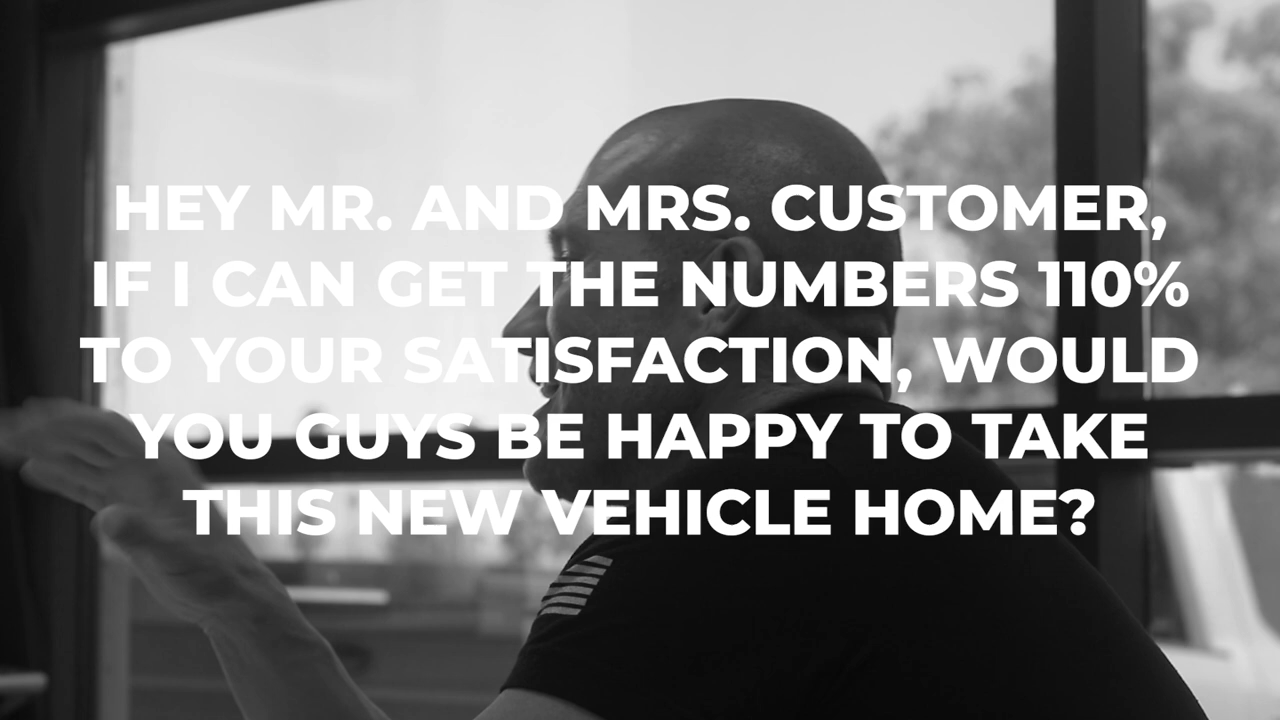 HEY MR. AND MRS. CUSTOMER,
IF I CAN GET THE NUMBERS 110%
TO YOUR SATISFACTION, WOULD
YOU GUYS BE HAPPY TO TAKE
THIS NEW VEHICLE HOME?